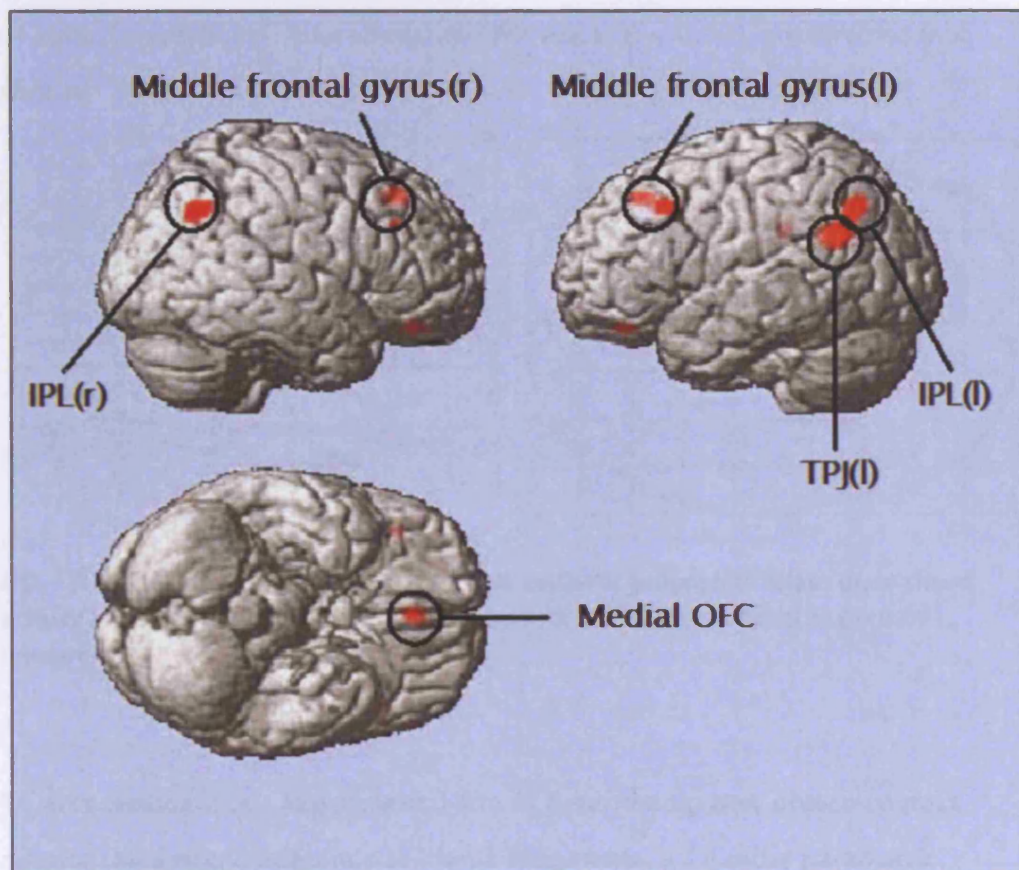 Middle frontal gyrus(r) Middle frontal gyrus(l)
IPL(r) IPL(l)
TPJ(l)
Medial OFC